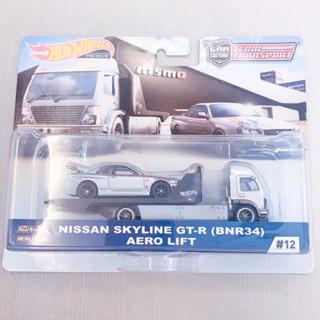 Hot Wheels
PREMIUM
CAR
CULTURE
TEAM
TRANSPORT
nismo
NISSAN SKYLINE GT-R (BNR34)
AERO LIFT
#12